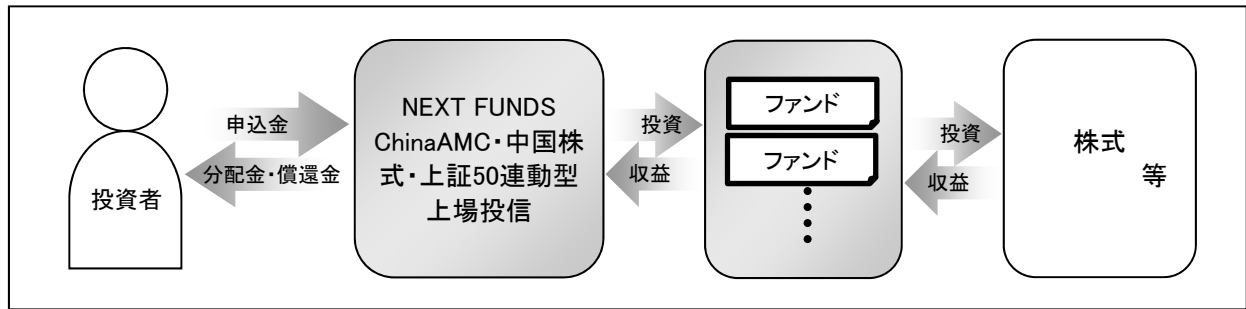 投資者
申込金
分配金・償還金
NEXT FUNDS
ChinaAMC・中国株
式・上証50連動型
上場投信
投資
収益
ファンド
ファンド
投資
収益
株式
等